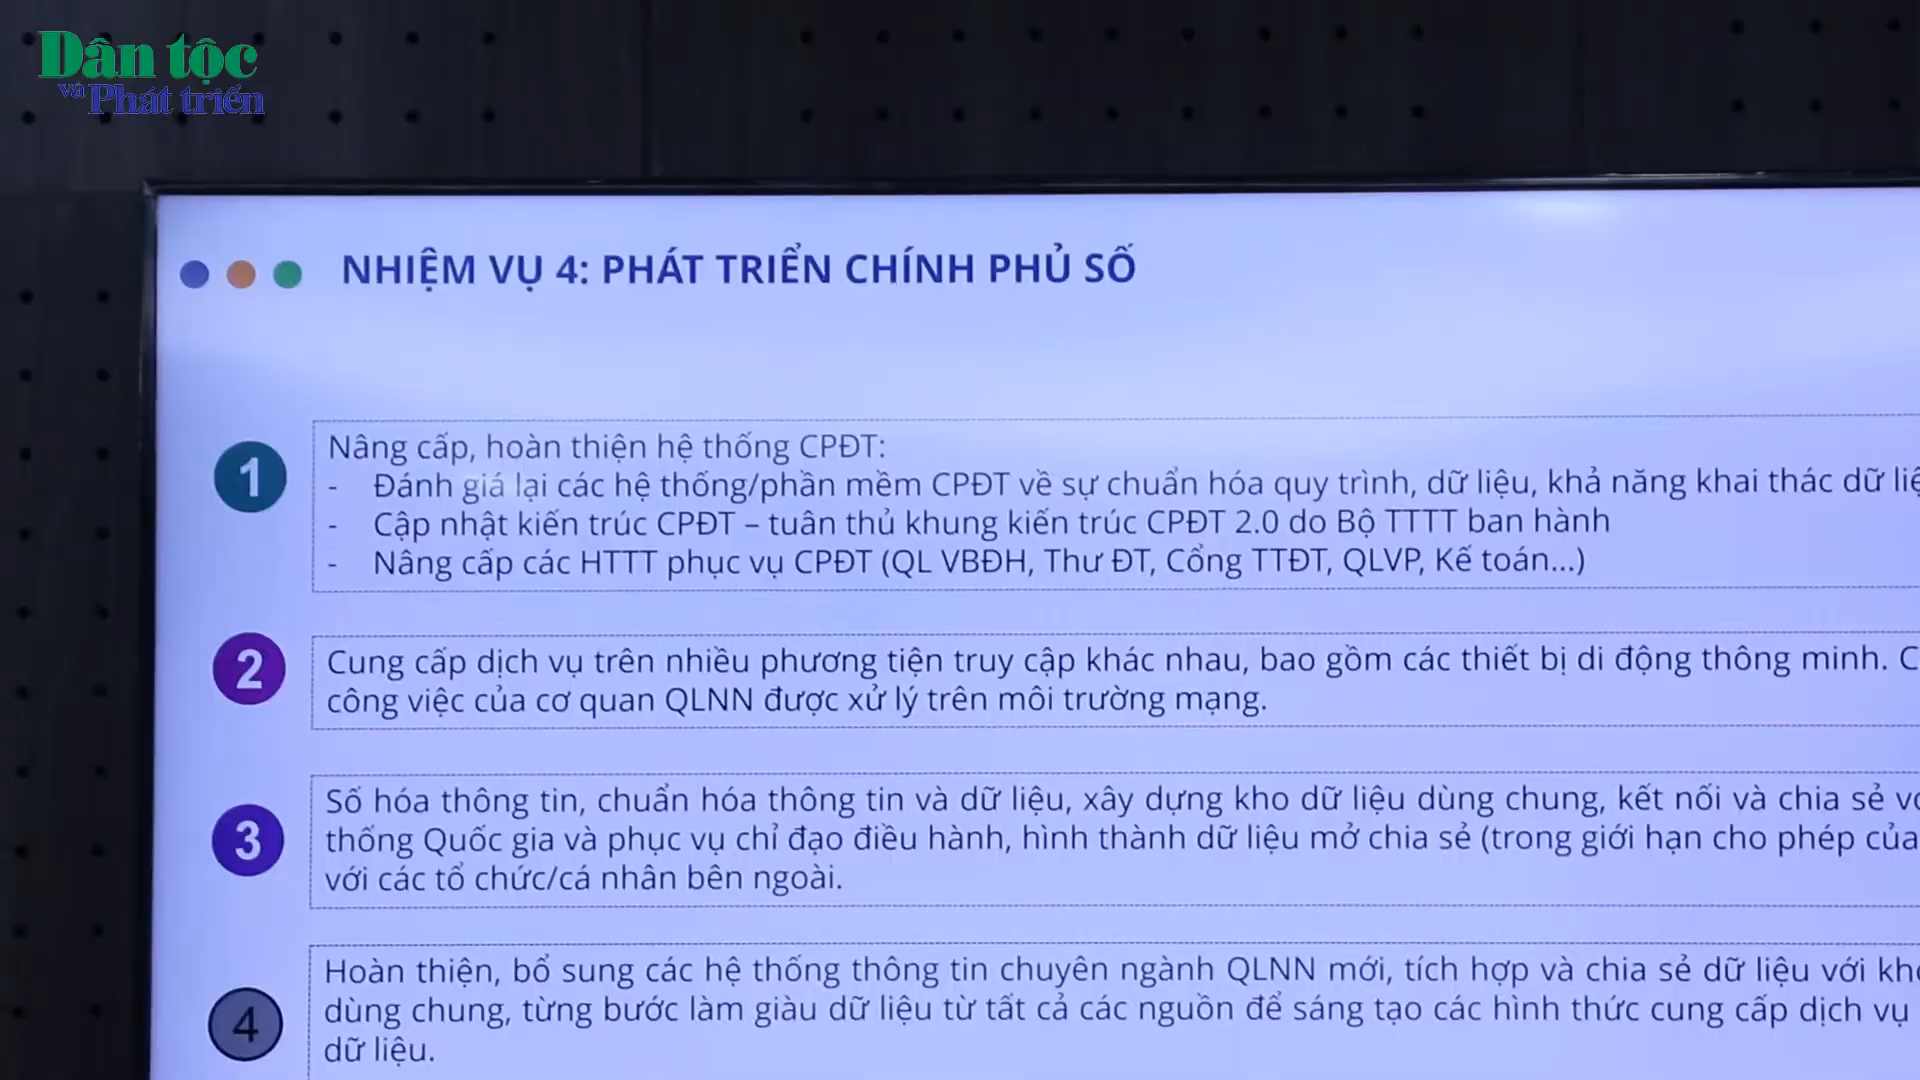 Dân tộc
và Phát triển
NHIỆM VỤ 4: PHÁT TRIỂN CHÍNH PHỦ SỐ
1
Nâng cấp, hoàn thiện hệ thống CPĐT:
- Đánh giá lại các hệ thống/phần mềm CPĐT về sự chuẩn hóa quy trình, dữ liệu, khả năng khai thác dữ
- Cập nhật kiến trúc CPĐT – tuân thủ khung kiến trúc CPĐT 2.0 do Bộ TTTT ban hành
- Nâng cấp các HTTT phục vụ CPĐT (QL VBĐH, Thư ĐT, Cổng TTĐT, QLVP, Kế toán...)
2
Cung cấp dịch vụ trên nhiều phương tiện truy cập khác nhau, bao gồm các thiết bị di động thông minh.
công việc của cơ quan QLNN được xử lý trên môi trường mạng.
3
Số hóa thông tin, chuẩn hóa thông tin và dữ liệu, xây dựng kho dữ liệu dùng chung, kết nối và chia sẻ
thống Quốc gia và phục vụ chỉ đạo điều hành, hình thành dữ liệu mở chia sẻ (trong giới hạn cho phép của
với các tổ chức/cá nhân bên ngoài.
4
Hoàn thiện, bổ sung các hệ thống thông tin chuyên ngành QLNN mới, tích hợp và chia sẻ dữ liệu với
dùng chung, từng bước làm giàu dữ liệu từ tất cả các nguồn để sáng tạo các hình thức cung cấp dịch vụ
dữ liệu.